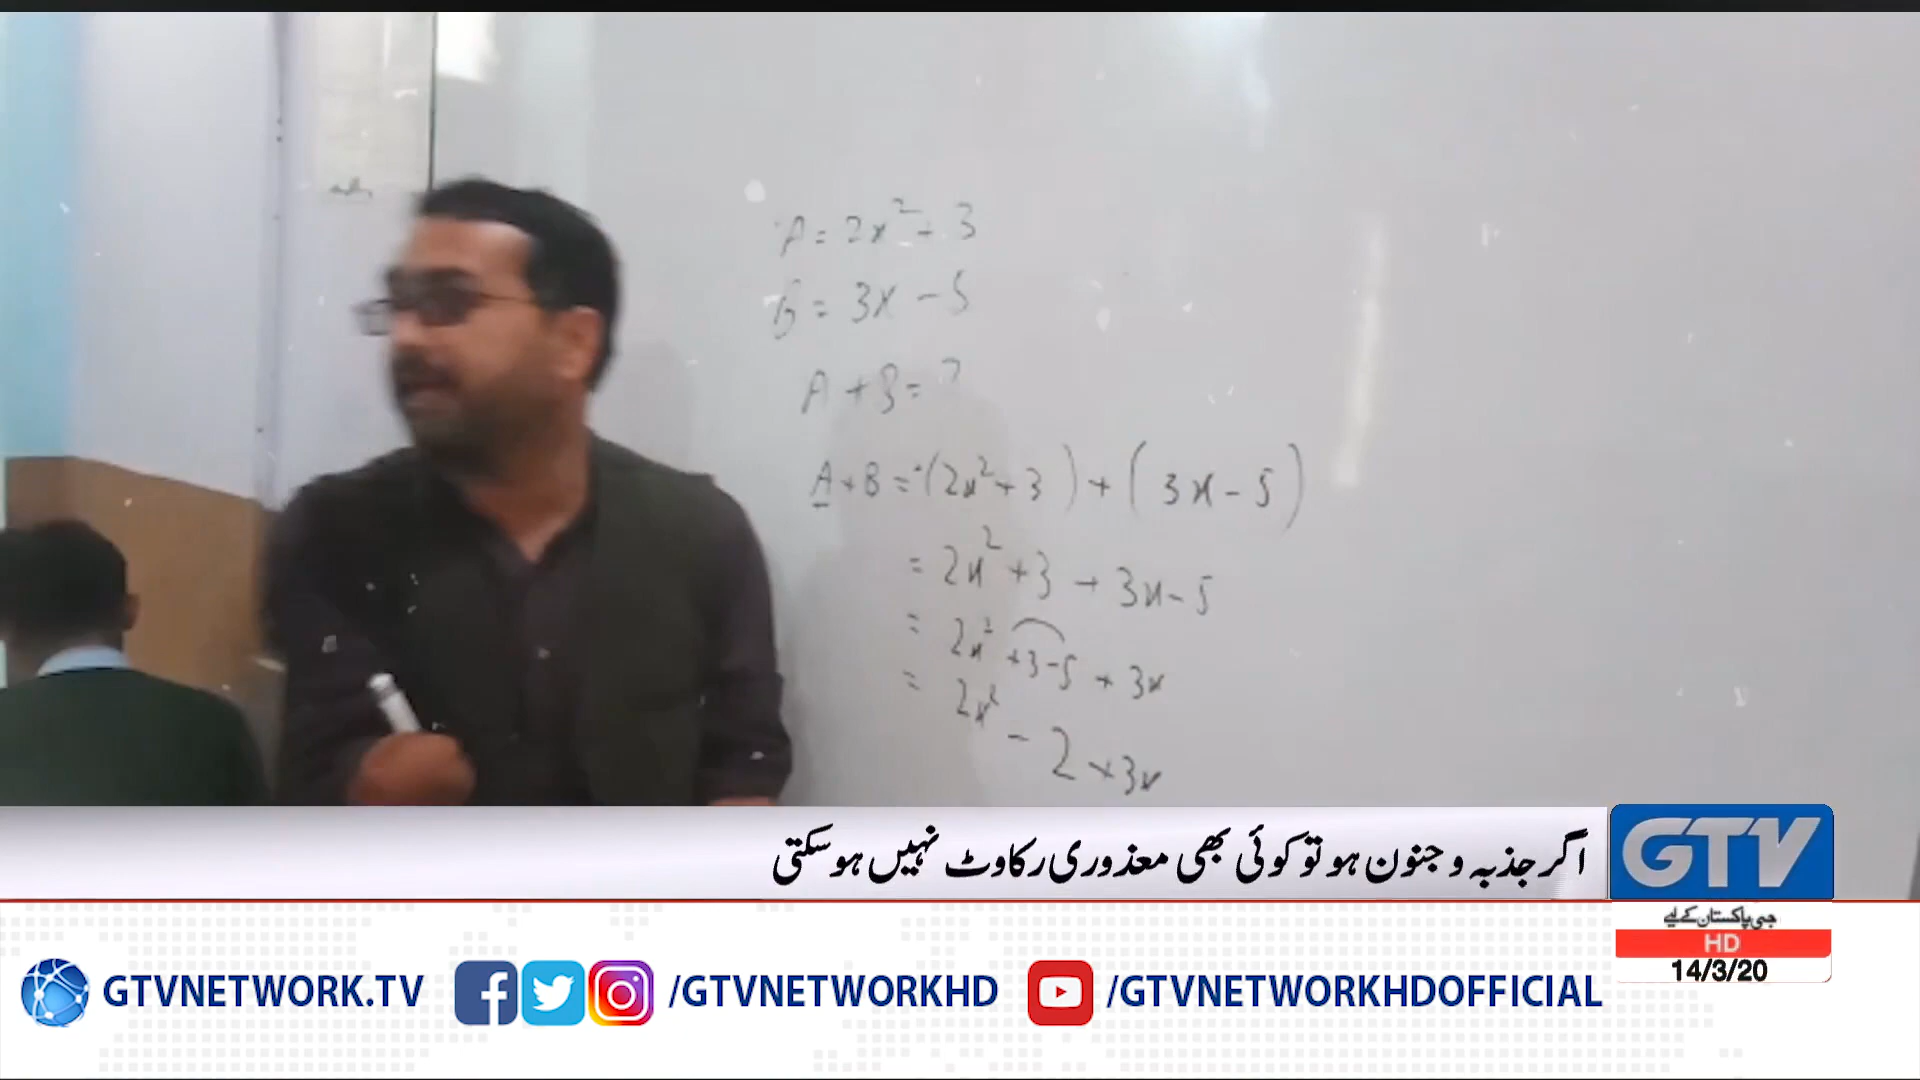 A = 2x² + 3
B = 3x - 5
A + B = ?
A + B = (2x² + 3) + (3x - 5)
= 2x² + 3 + 3x - 5
= 2x² + 3 - 5 + 3x
= 2x² - 2 + 3x
اگر جذبہ و جنون ہو تو کوئی بھی معذوری رکاوٹ نہیں ہو سکتی
GTV
جی پاکستان کے لیے
HD
14/3/20
GTVNETWORK.TV /GTVNETWORKHD /GTVNETWORKHDOFFICIAL